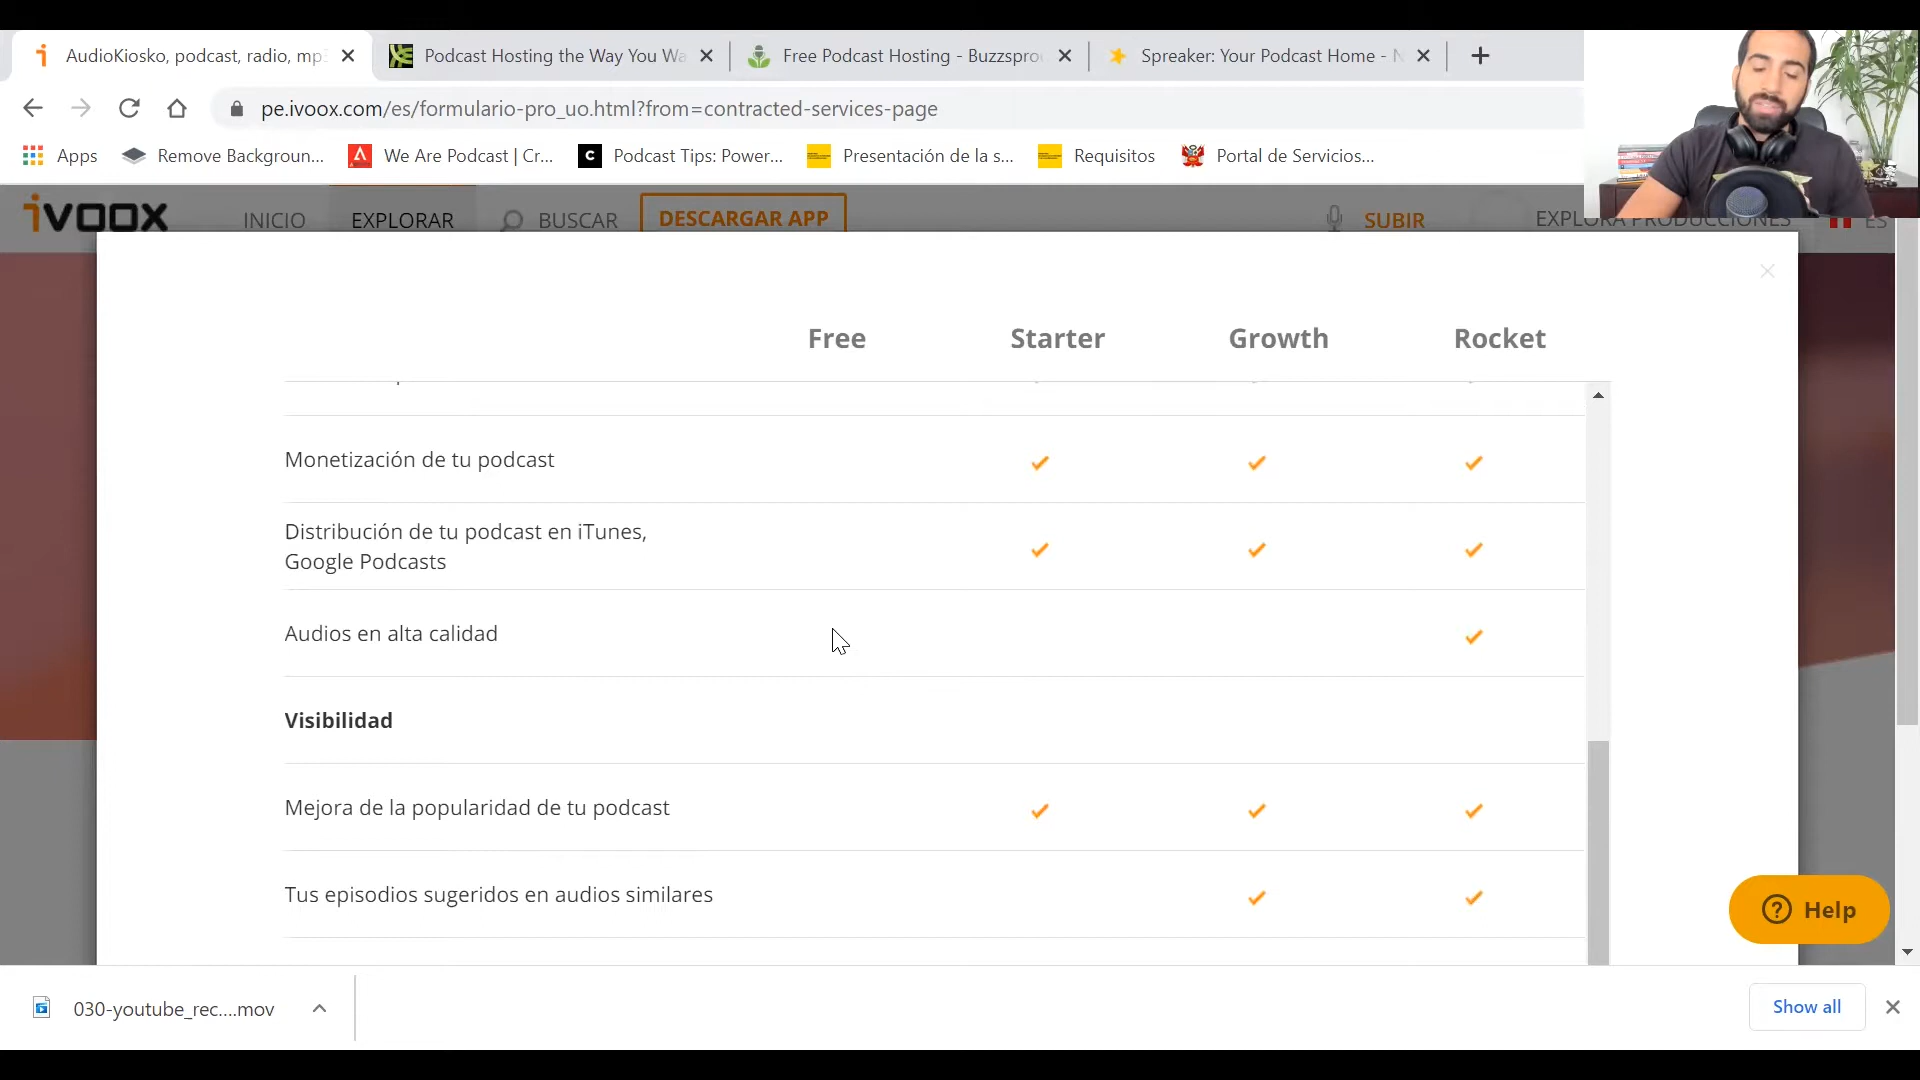 AudioKiosko, podcast, radio, mp
Podcast Hosting the Way You Wa
Free Podcast Hosting - Buzzspro
Spreaker: Your Podcast Home - N
pe.ivoox.com/es/formulario-pro_uo.html?from=contracted-services-page
Apps
Remove Backgroun...
We Are Podcast | Cr...
Podcast Tips: Power...
Presentación de la s...
Requisitos
Portal de Servicios...
ivoox
INICIO
EXPLORAR
BUSCAR
DESCARGAR APP
SUBIR
EXPLORA PRODUCCIONES
ES
Free Starter Growth Rocket
Monetización de tu podcast
Distribución de tu podcast en iTunes,
Google Podcasts
Audios en alta calidad
Visibilidad
Mejora de la popularidad de tu podcast
Tus episodios sugeridos en audios similares
Help
030-youtube_rec....mov
Show all